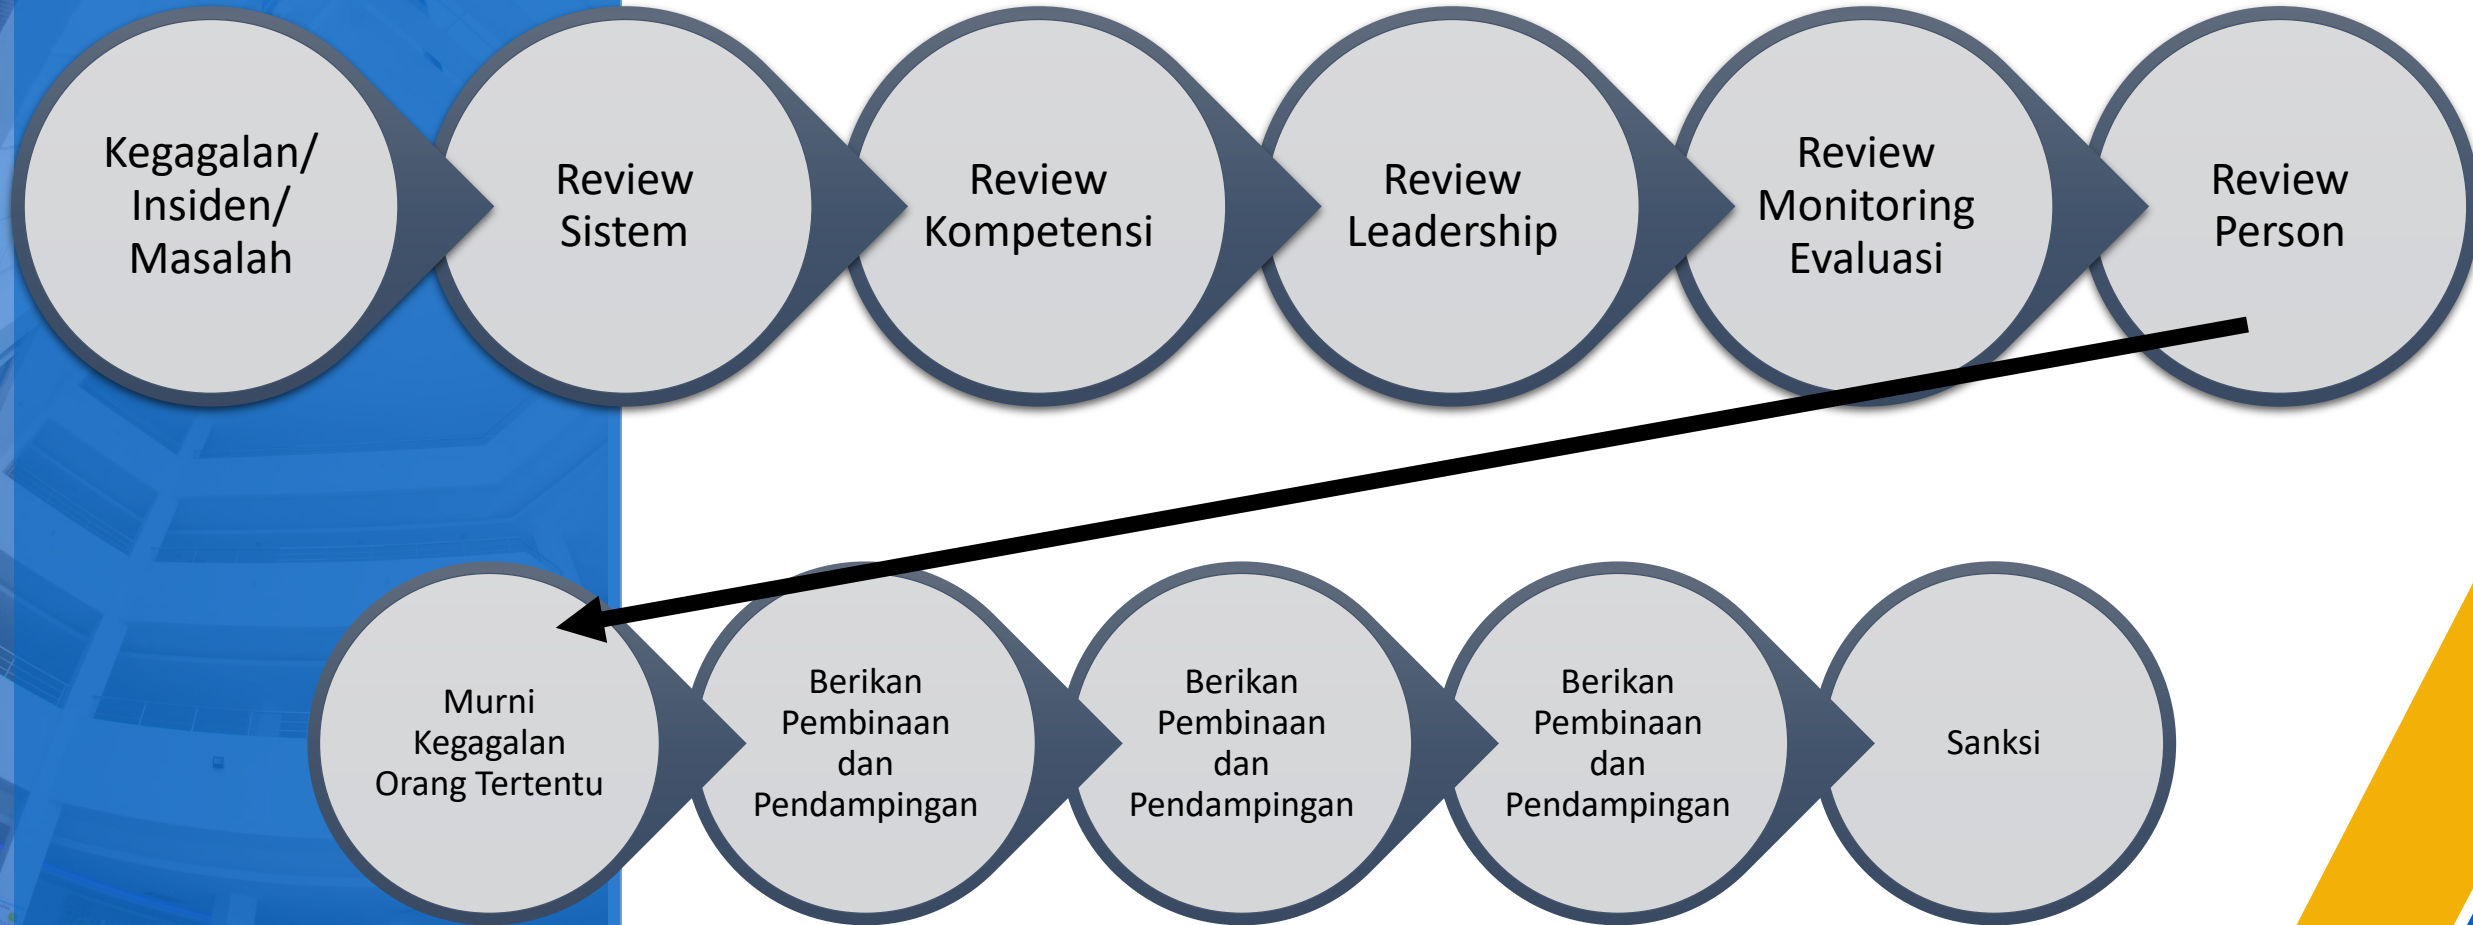 Kegagalan/
Insiden/
Masalah
Review
Sistem
Review
Kompetensi
Review
Leadership
Review
Monitoring
Evaluasi
Review
Person
Murni
Kegagalan
Orang Tertentu
Berikan
Pembinaan
dan
Pendampingan
Berikan
Pembinaan
dan
Pendampingan
Berikan
Pembinaan
dan
Pendampingan
Sanksi